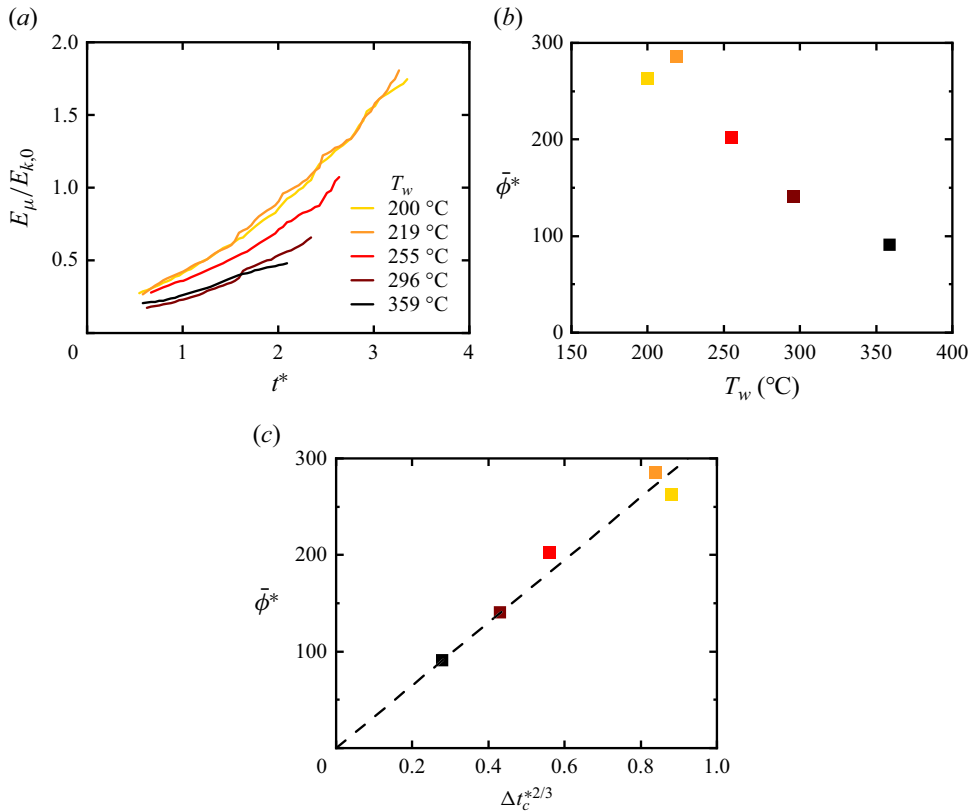 (a)
2.0
1.5
1.0
0.5
0
1
2
3
4
E_μ/E_{k,0}
t*
T_w
200 °C
219 °C
255 °C
296 °C
359 °C
(b)
300
200
100
0
150
200
250
300
350
400
ϕ̄*
T_w (°C)
(c)
300
200
100
0
0.2
0.4
0.6
0.8
1.0
ϕ̄*
Δt_c^{*2/3}